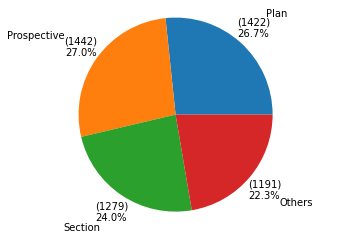 Plan
(1422)
26.7%
Prospective
(1442)
27.0%
(1279)
24.0%
Section
(1191)
22.3%
Others